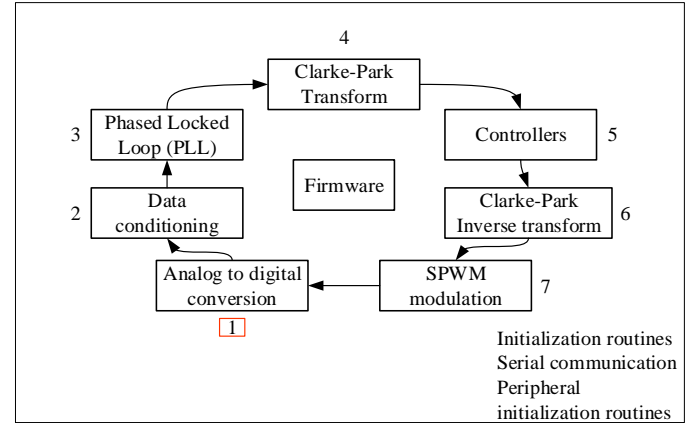 4
Clarke-Park
Transform
3
Phased Locked
Loop (PLL)
Controllers
5
Firmware
2
Data
conditioning
Clarke-Park
Inverse transform
6
Analog to digital
conversion
SPWM
modulation
7
1
Initialization routines
Serial communication
Peripheral
initialization routines